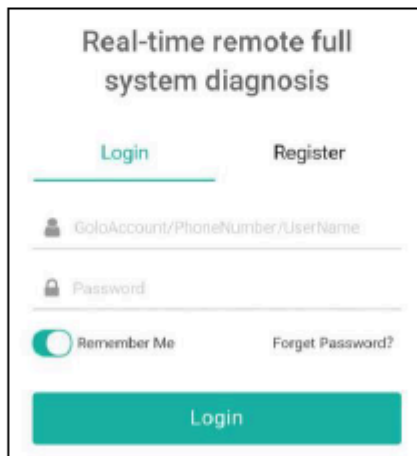 Real-time remote full
system diagnosis
Login Register
GoloAccount/PhoneNumber/UserName
Password
Remember Me Forget Password?
Login